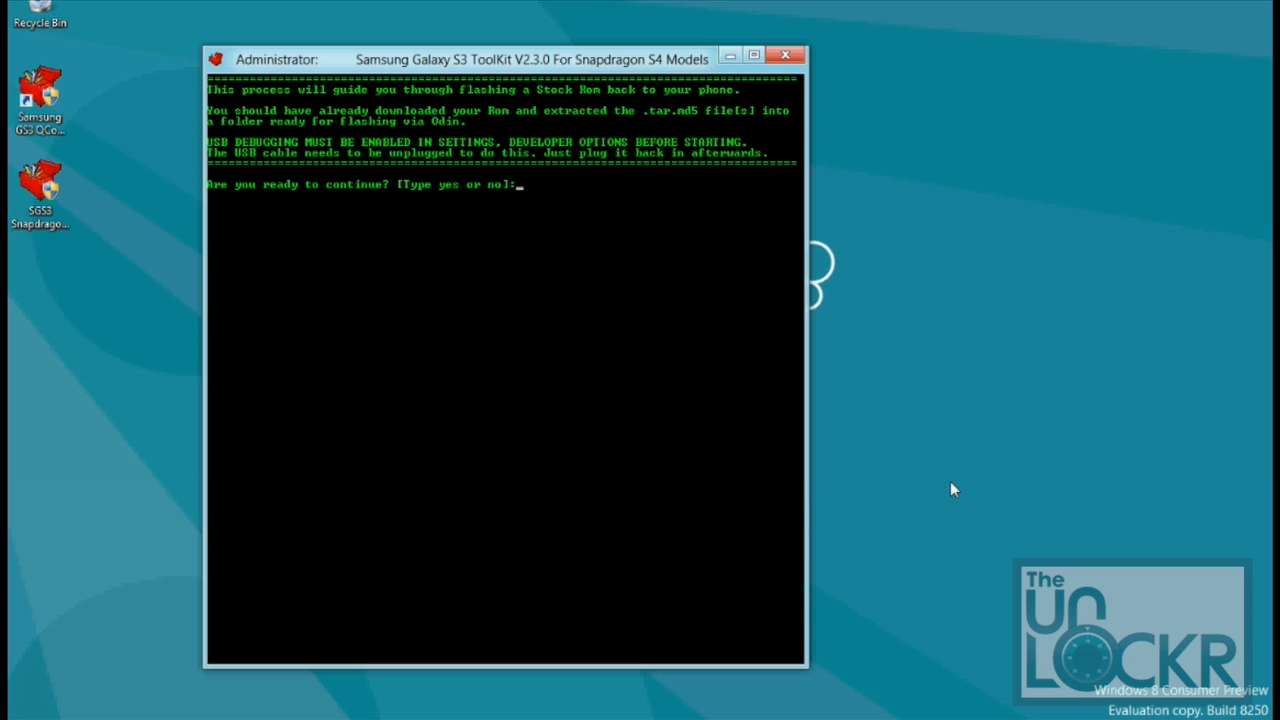 Recycle Bin
Samsung
GS3 QCo...
SGS3
Snapdrago...
Administrator: Samsung Galaxy S3 ToolKit V2.3.0 For Snapdragon S4 Models
This process will guide you through flashing a Stock Rom back to your phone.
You should have already downloaded your Rom and extracted the .tar.md5 file[s] into
a folder ready for flashing via Odin.
USB DEBUGGING MUST BE ENABLED IN SETTINGS, DEVELOPER OPTIONS BEFORE STARTING.
The USB cable needs to be unplugged to do this. Just plug it back in afterwards.
Are you ready to continue? [Type yes or no]:_
The
UN
LOCKR
Windows 8 Consumer Preview
Evaluation copy. Build 8250